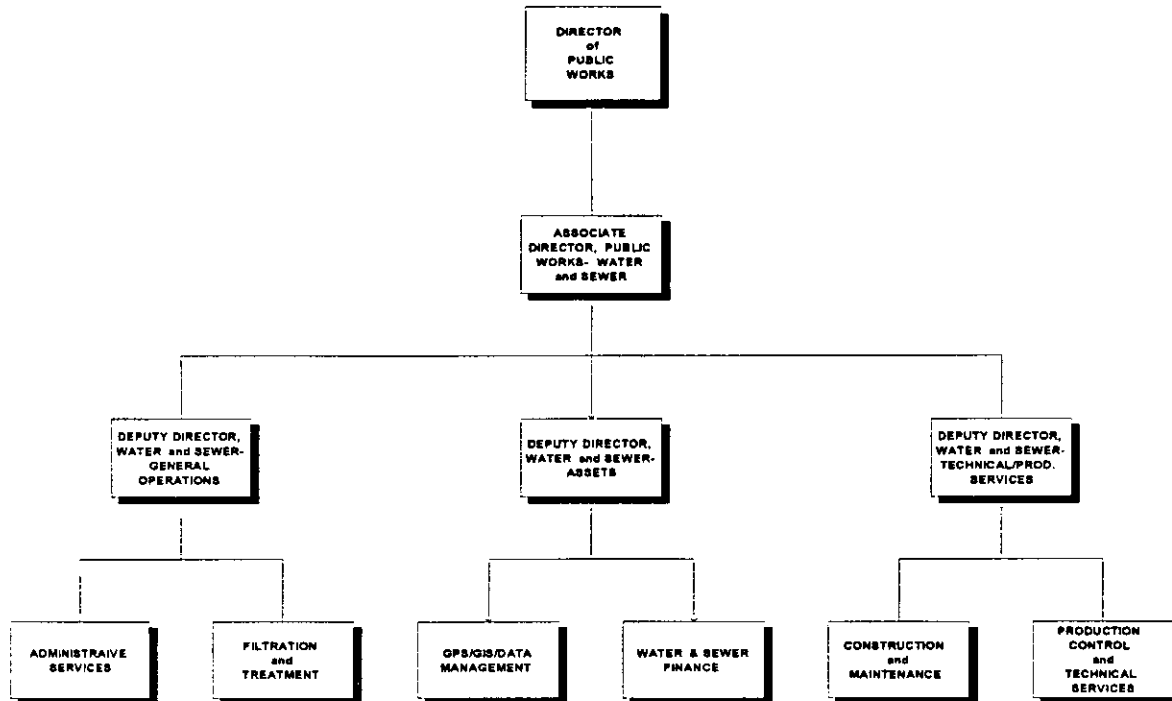 DIRECTOR
of
PUBLIC
WORKS
ASSOCIATE
DIRECTOR, PUBLIC
WORKS- WATER
and SEWER
DEPUTY DIRECTOR,
WATER and SEWER-
GENERAL
OPERATIONS
DEPUTY DIRECTOR,
WATER and SEWER-
ASSETS
DEPUTY DIRECTOR,
WATER and SEWER-
TECHNICAL/PROD.
SERVICES
ADMINISTRAIVE
SERVICES
FILTRATION
and
TREATMENT
GPS/GIS/DATA
MANAGEMENT
WATER & SEWER
FINANCE
CONSTRUCTION
and
MAINTENANCE
PRODUCTION
CONTROL
and
TECHNICAL
SERVICES